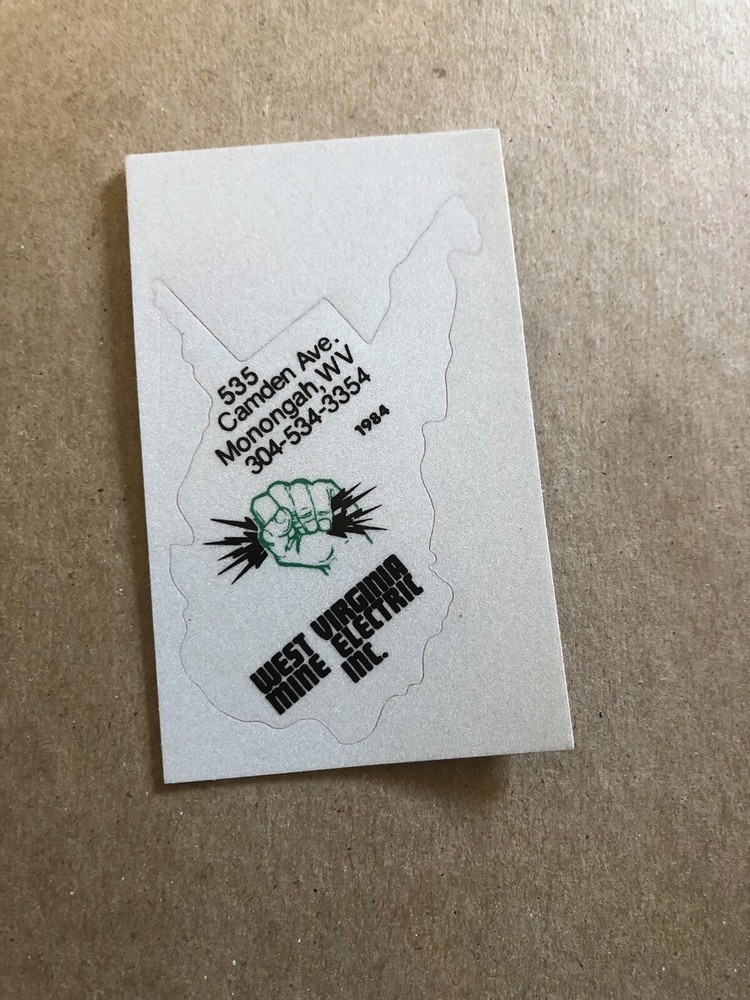 535
Camden Ave.
Monongah, WV
304-534-3354
1984
WEST VIRGINIA
MINE ELECTRIC
INC.